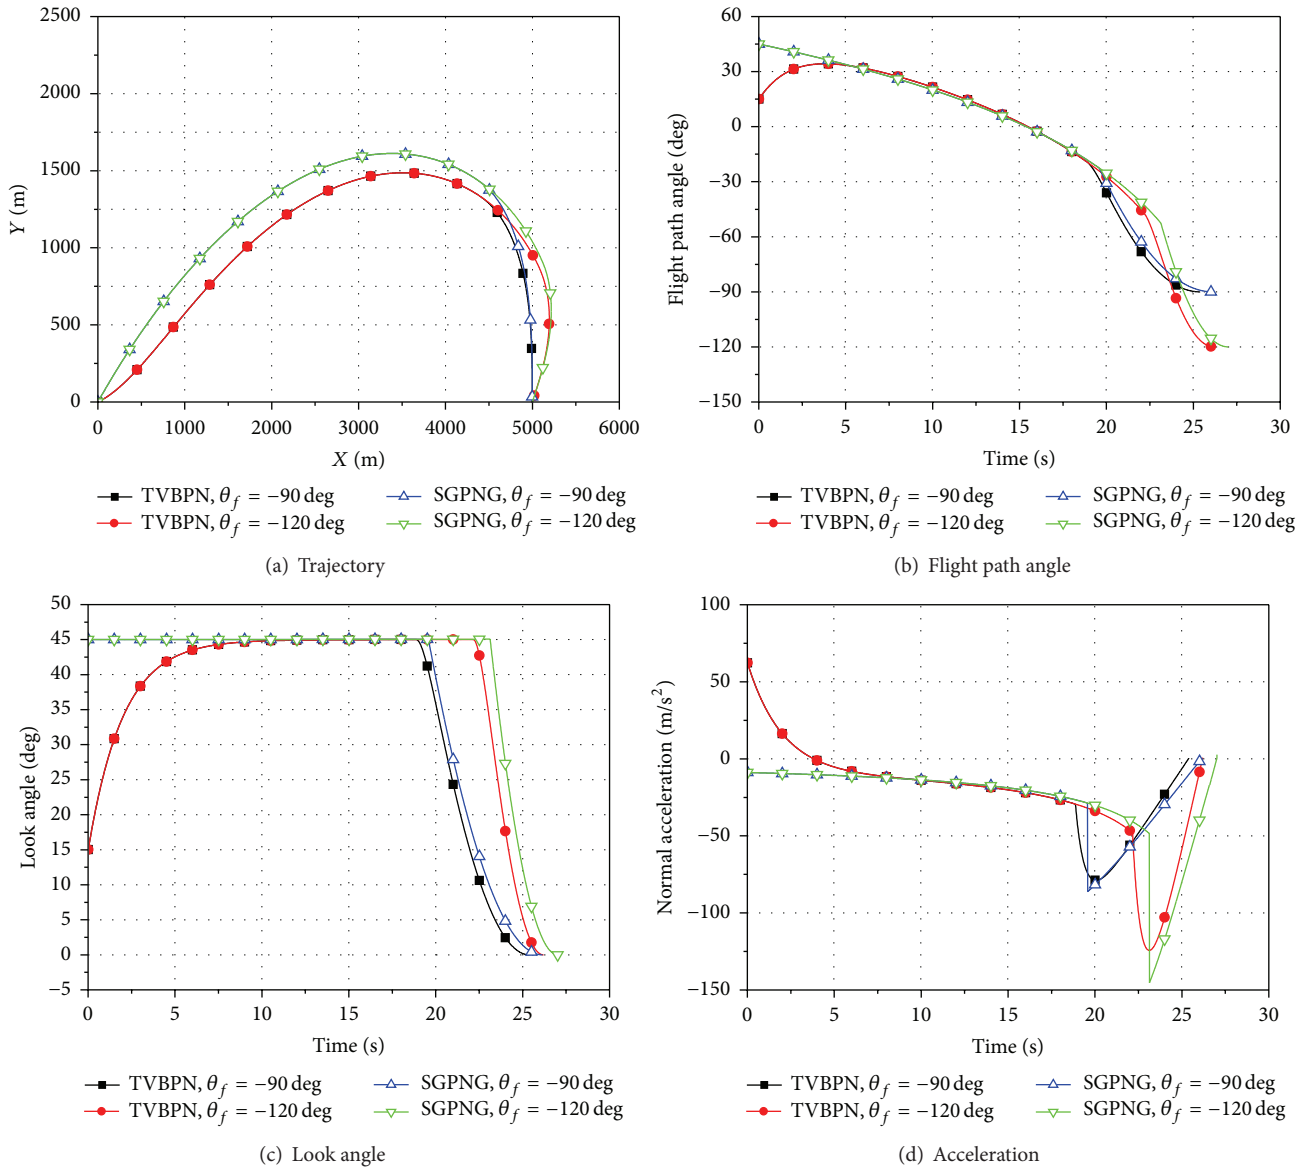 2500
2000
1500
1000
500
0
Y (m)
0 1000 2000 3000 4000 5000 6000
X (m)
TVBPN, θf = −90 deg
TVBPN, θf = −120 deg
SGPNG, θf = −90 deg
SGPNG, θf = −120 deg
(a) Trajectory
60
30
0
−30
−60
−90
−120
−150
Flight path angle (deg)
0 5 10 15 20 25 30
Time (s)
TVBPN, θf = −90 deg
TVBPN, θf = −120 deg
SGPNG, θf = −90 deg
SGPNG, θf = −120 deg
(b) Flight path angle
50
45
40
35
30
25
20
15
10
5
0
−5
Look angle (deg)
0 5 10 15 20 25 30
Time (s)
TVBPN, θf = −90 deg
TVBPN, θf = −120 deg
SGPNG, θf = −90 deg
SGPNG, θf = −120 deg
(c) Look angle
100
50
0
−50
−100
−150
Normal acceleration (m/s²)
0 5 10 15 20 25 30
Time (s)
TVBPN, θf = −90 deg
TVBPN, θf = −120 deg
SGPNG, θf = −90 deg
SGPNG, θf = −120 deg
(d) Acceleration